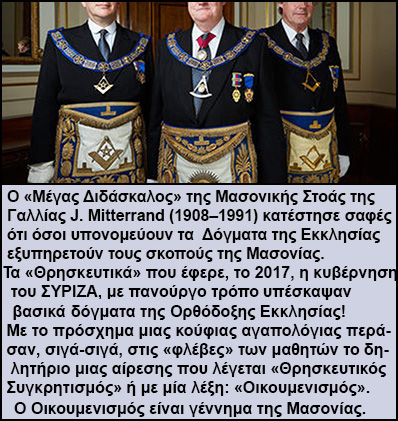 Ο «Μέγας Διδάσκαλος» της Μασονικής Στοάς της
Γαλλίας J. Mitterrand (1908–1991) κατέστησε σαφές
ότι όσοι υπονομεύουν τα Δόγματα της Εκκλησίας
εξυπηρετούν τους σκοπούς της Μασονίας.
Τα «Θρησκευτικά» που έφερε, το 2017, η κυβέρνηση
του ΣΥΡΙΖΑ, με πανούργο τρόπο υπέσκαψαν
βασικά δόγματα της Ορθόδοξης Εκκλησίας!
Με το πρόσχημα μιας κούφιας αγαπολόγιας περά-
σαν, σιγά-σιγά, στις «φλέβες» των μαθητών το δη-
λητήριο μιας αίρεσης που λέγεται «Θρησκευτικός
Συγκρητισμός» ή με μία λέξη: «Οικουμενισμός».
Ο Οικουμενισμός είναι γέννημα της Μασονίας.